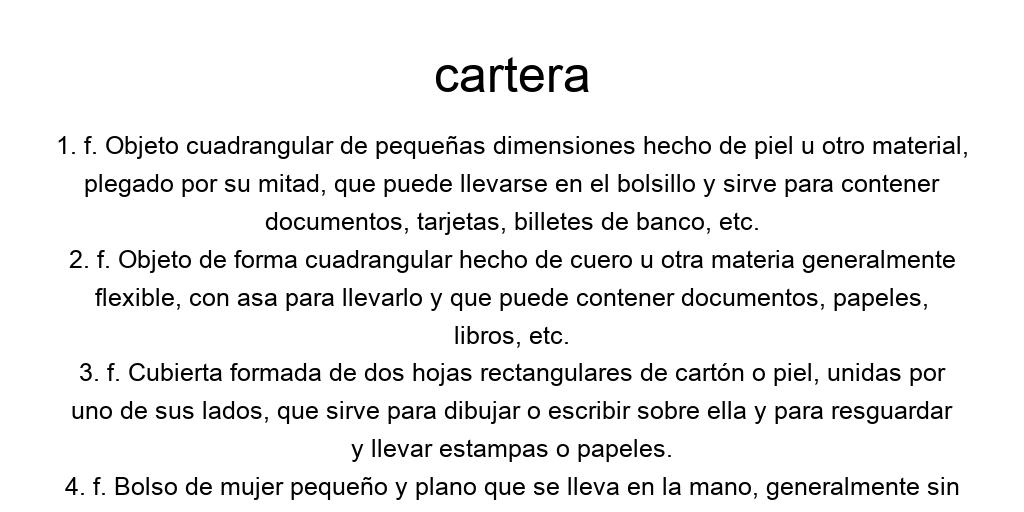 cartera
1. f. Objeto cuadrangular de pequeñas dimensiones hecho de piel u otro material,
plegado por su mitad, que puede llevarse en el bolsillo y sirve para contener
documentos, tarjetas, billetes de banco, etc.
2. f. Objeto de forma cuadrangular hecho de cuero u otra materia generalmente
flexible, con asa para llevarlo y que puede contener documentos, papeles,
libros, etc.
3. f. Cubierta formada de dos hojas rectangulares de cartón o piel, unidas por
uno de sus lados, que sirve para dibujar o escribir sobre ella y para resguardar
y llevar estampas o papeles.
4. f. Bolso de mujer pequeño y plano que se lleva en la mano, generalmente sin